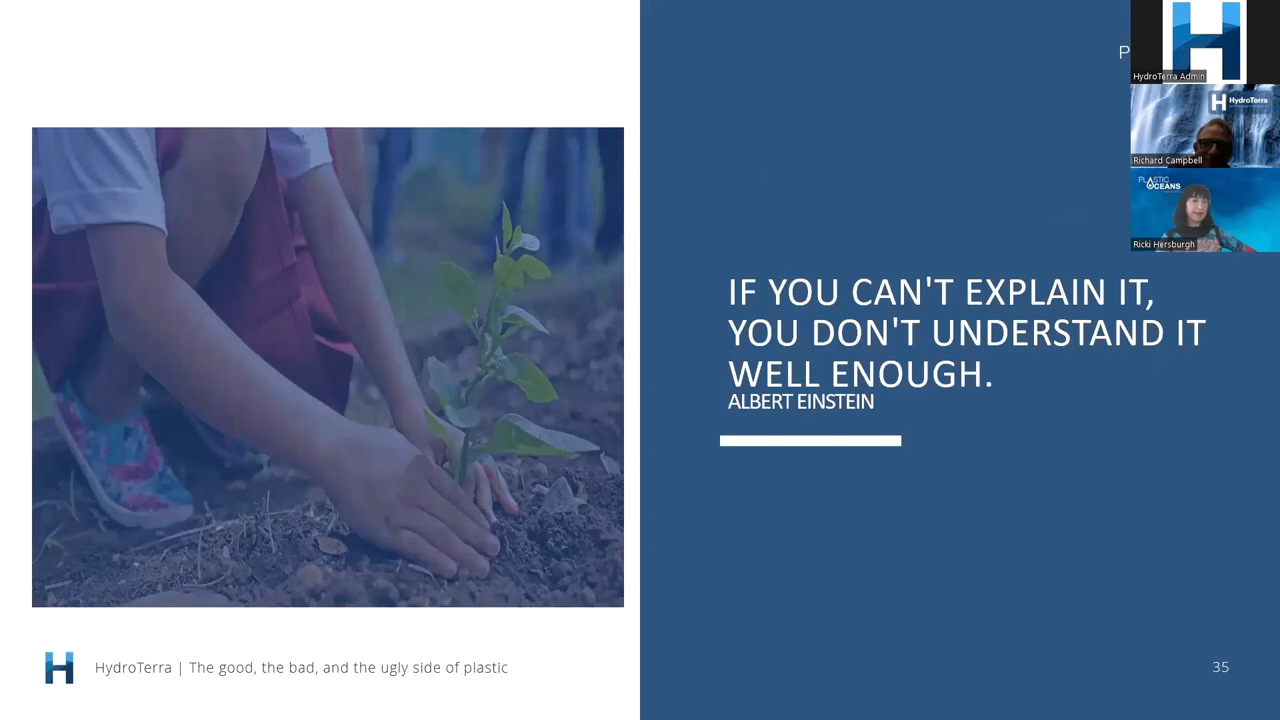 P
HydroTerra Admin
HydroTerra
Richard Campbell
PLASTIC
OCEANS
Ricki Hersburgh
IF YOU CAN'T EXPLAIN IT,
YOU DON'T UNDERSTAND IT
WELL ENOUGH.
ALBERT EINSTEIN
HydroTerra | The good, the bad, and the ugly side of plastic
35